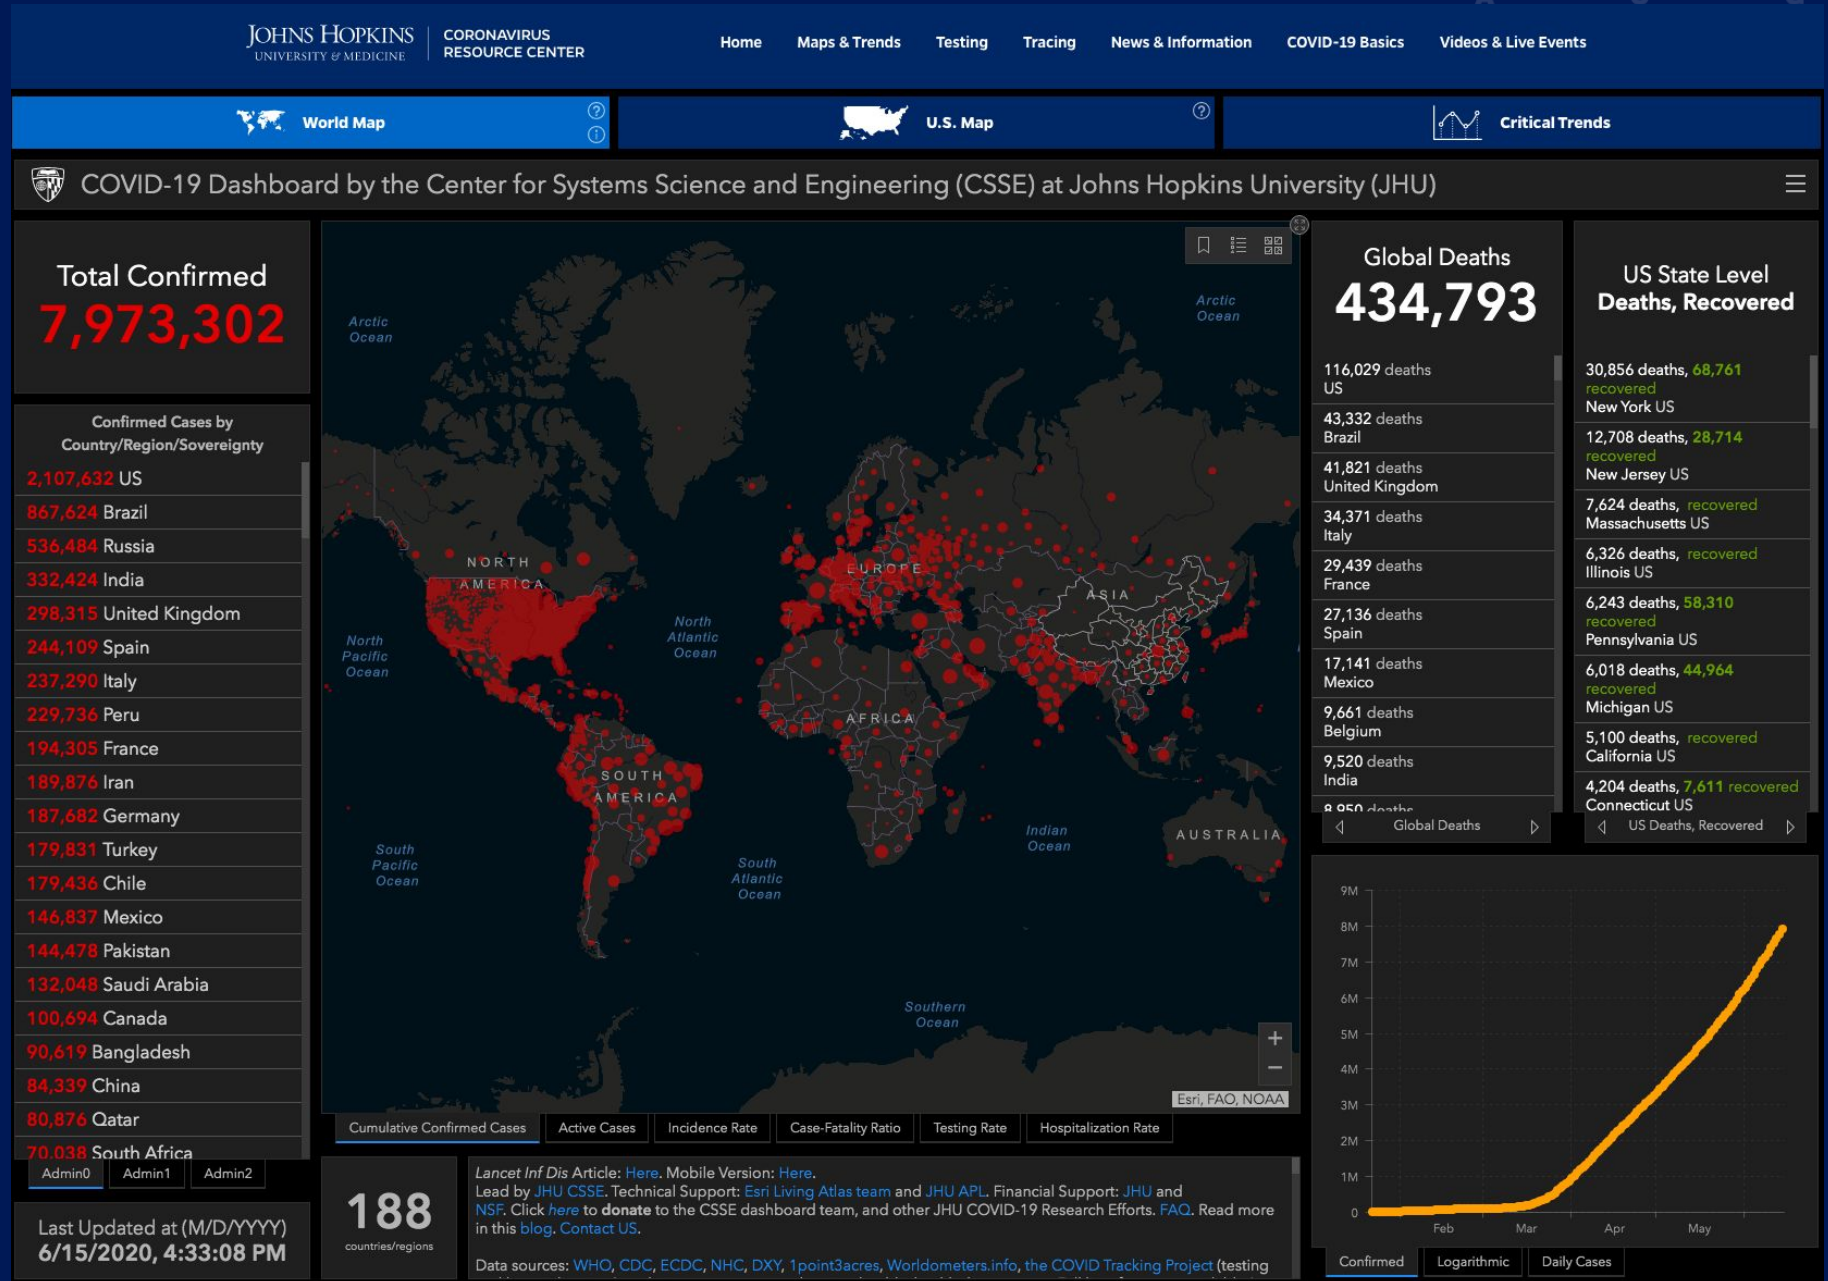 JOHNS HOPKINS
UNIVERSITY & MEDICINE
CORONAVIRUS
RESOURCE CENTER
Home
Maps & Trends
Testing
Tracing
News & Information
COVID-19 Basics
Videos & Live Events
World Map
U.S. Map
Critical Trends
COVID-19 Dashboard by the Center for Systems Science and Engineering (CSSE) at Johns Hopkins University (JHU)
Total Confirmed
7,973,302
Confirmed Cases by
Country/Region/Sovereignty
2,107,632 US
867,624 Brazil
536,484 Russia
332,424 India
298,315 United Kingdom
244,109 Spain
237,290 Italy
229,736 Peru
194,305 France
189,876 Iran
187,682 Germany
179,831 Turkey
179,436 Chile
146,837 Mexico
144,478 Pakistan
132,048 Saudi Arabia
100,694 Canada
90,619 Bangladesh
84,339 China
80,876 Qatar
70,038 South Africa
Admin0
Admin1
Admin2
Last Updated at (M/D/YYYY)
6/15/2020, 4:33:08 PM
Arctic
Ocean
Arctic
Ocean
NORTH
AMERICA
EUROPE
ASIA
North
Pacific
Ocean
North
Atlantic
Ocean
AFRICA
SOUTH
AMERICA
Indian
Ocean
AUSTRALIA
South
Pacific
Ocean
South
Atlantic
Ocean
Southern
Ocean
+
−
Esri, FAO, NOAA
Cumulative Confirmed Cases
Active Cases
Incidence Rate
Case-Fatality Ratio
Testing Rate
Hospitalization Rate
188
countries/regions
Lancet Inf Dis Article: Here. Mobile Version: Here.
Lead by JHU CSSE. Technical Support: Esri Living Atlas team and JHU APL. Financial Support: JHU and
NSF. Click here to donate to the CSSE dashboard team, and other JHU COVID-19 Research Efforts. FAQ. Read more
in this blog. Contact US.
Data sources: WHO, CDC, ECDC, NHC, DXY, 1point3acres, Worldometers.info, the COVID Tracking Project (testing
Global Deaths
434,793
116,029 deaths
US
43,332 deaths
Brazil
41,821 deaths
United Kingdom
34,371 deaths
Italy
29,439 deaths
France
27,136 deaths
Spain
17,141 deaths
Mexico
9,661 deaths
Belgium
9,520 deaths
India
8,950 deaths
Global Deaths
US State Level
Deaths, Recovered
30,856 deaths, 68,761
recovered
New York US
12,708 deaths, 28,714
recovered
New Jersey US
7,624 deaths, recovered
Massachusetts US
6,326 deaths, recovered
Illinois US
6,243 deaths, 58,310
recovered
Pennsylvania US
6,018 deaths, 44,964
recovered
Michigan US
5,100 deaths, recovered
California US
4,204 deaths, 7,611 recovered
Connecticut US
US Deaths, Recovered
9M
8M
7M
6M
5M
4M
3M
2M
1M
0
Feb
Mar
Apr
May
Confirmed
Logarithmic
Daily Cases